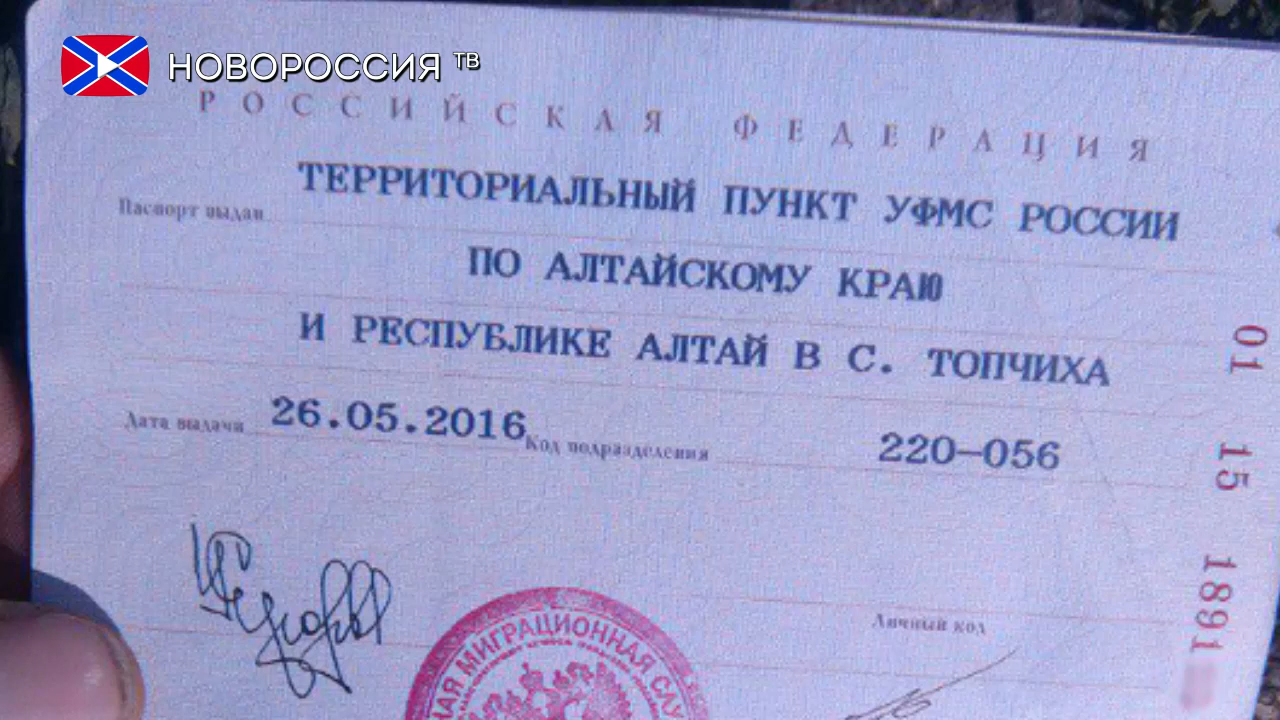 НОВОРОССИЯ ТВ
РОССИЙСКАЯ ФЕДЕРАЦИЯ
Паспорт выдан ТЕРРИТОРИАЛЬНЫЙ ПУНКТ УФМС РОССИИ
ПО АЛТАЙСКОМУ КРАЮ
И РЕСПУБЛИКЕ АЛТАЙ В С. ТОПЧИХА
Дата выдачи 26.05.2016 Код подразделения 220-056
Личный код
МИГРАЦИОННАЯ
01 15 1891